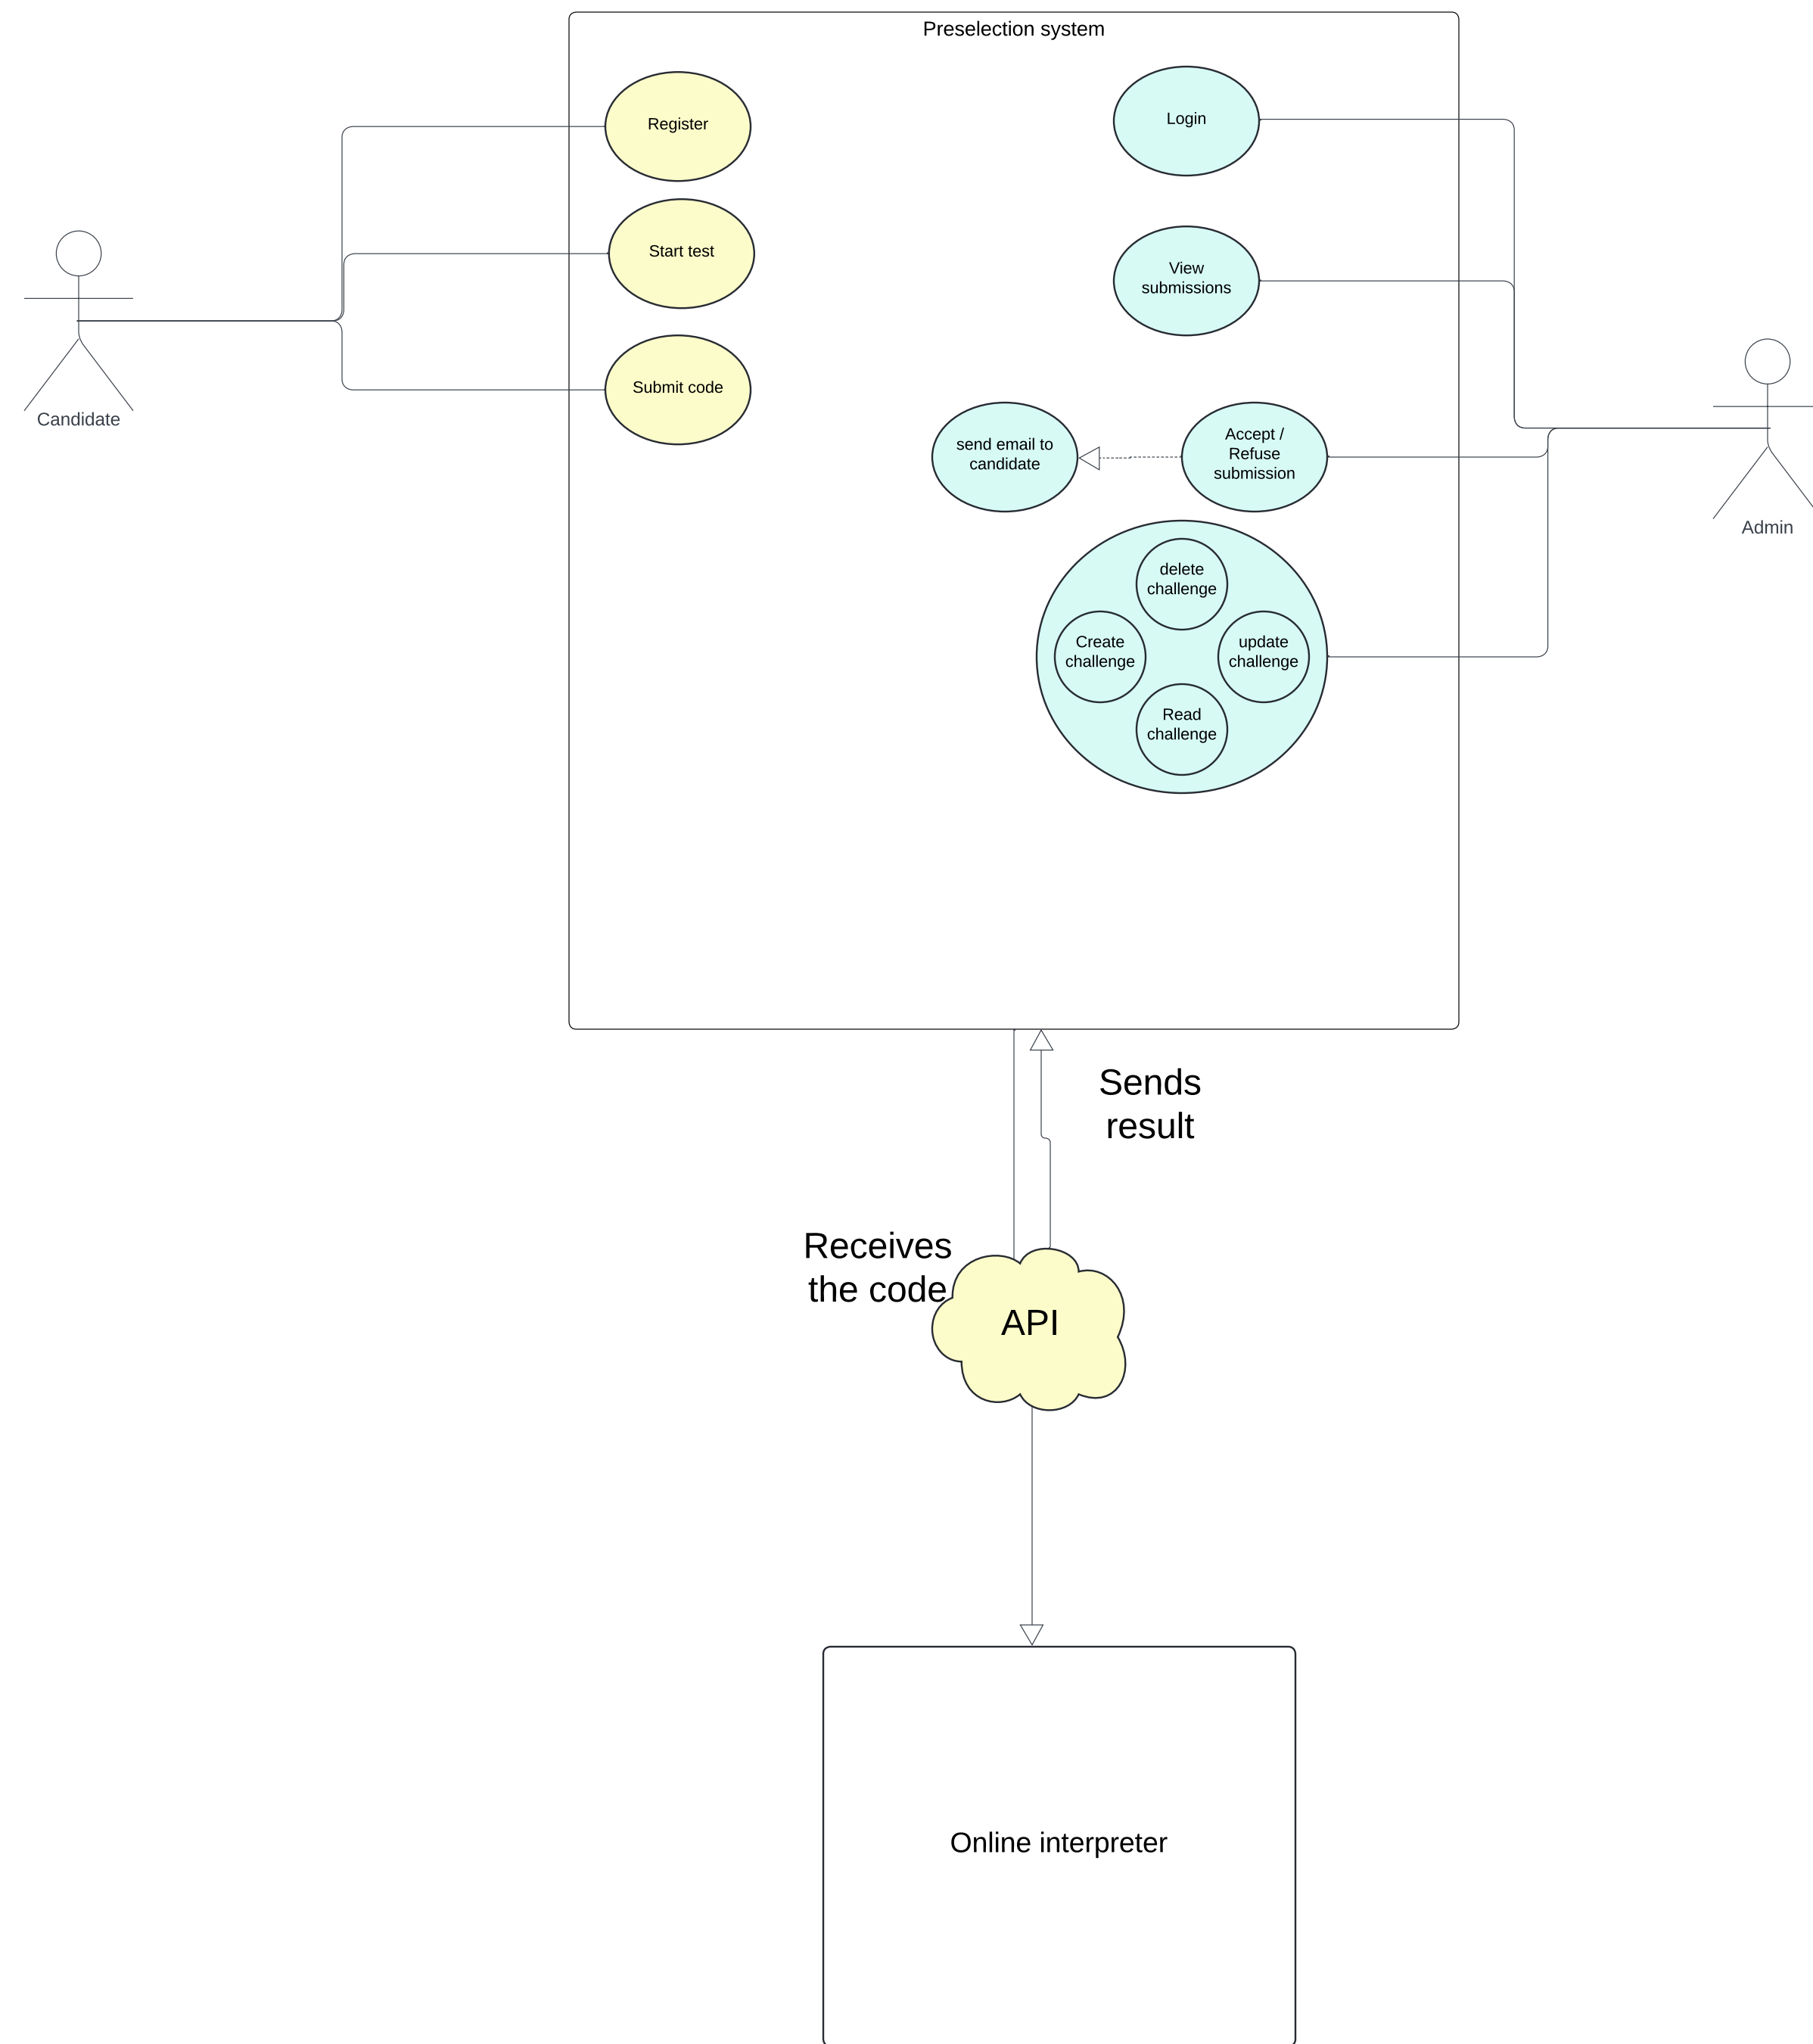 Preselection system
Register
Login
Start test
View
submissions
Submit code
Candidate
send email to
candidate
Accept /
Refuse
submission
Admin
delete
challenge
Create
challenge
update
challenge
Read
challenge
Sends
result
Receives
the code
API
Online interpreter